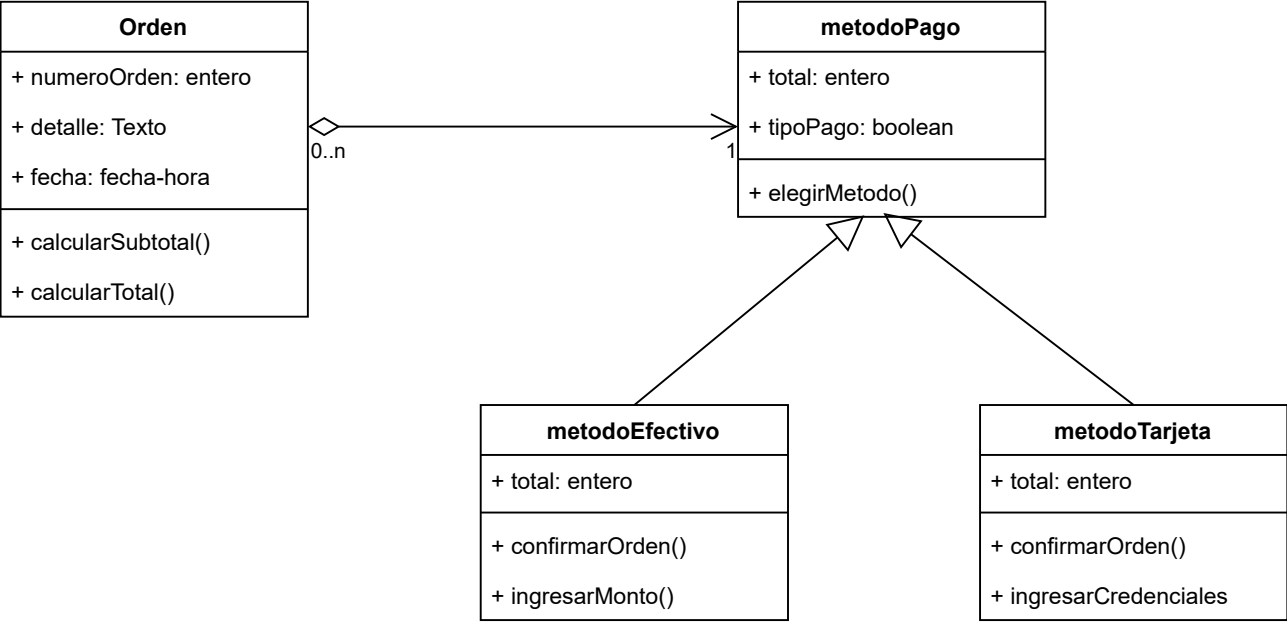 Orden
+ numeroOrden: entero
+ detalle: Texto
+ fecha: fecha-hora
+ calcularSubtotal()
+ calcularTotal()
0..n
1
metodoPago
+ total: entero
+ tipoPago: boolean
+ elegirMetodo()
metodoEfectivo
+ total: entero
+ confirmarOrden()
+ ingresarMonto()
metodoTarjeta
+ total: entero
+ confirmarOrden()
+ ingresarCredenciales